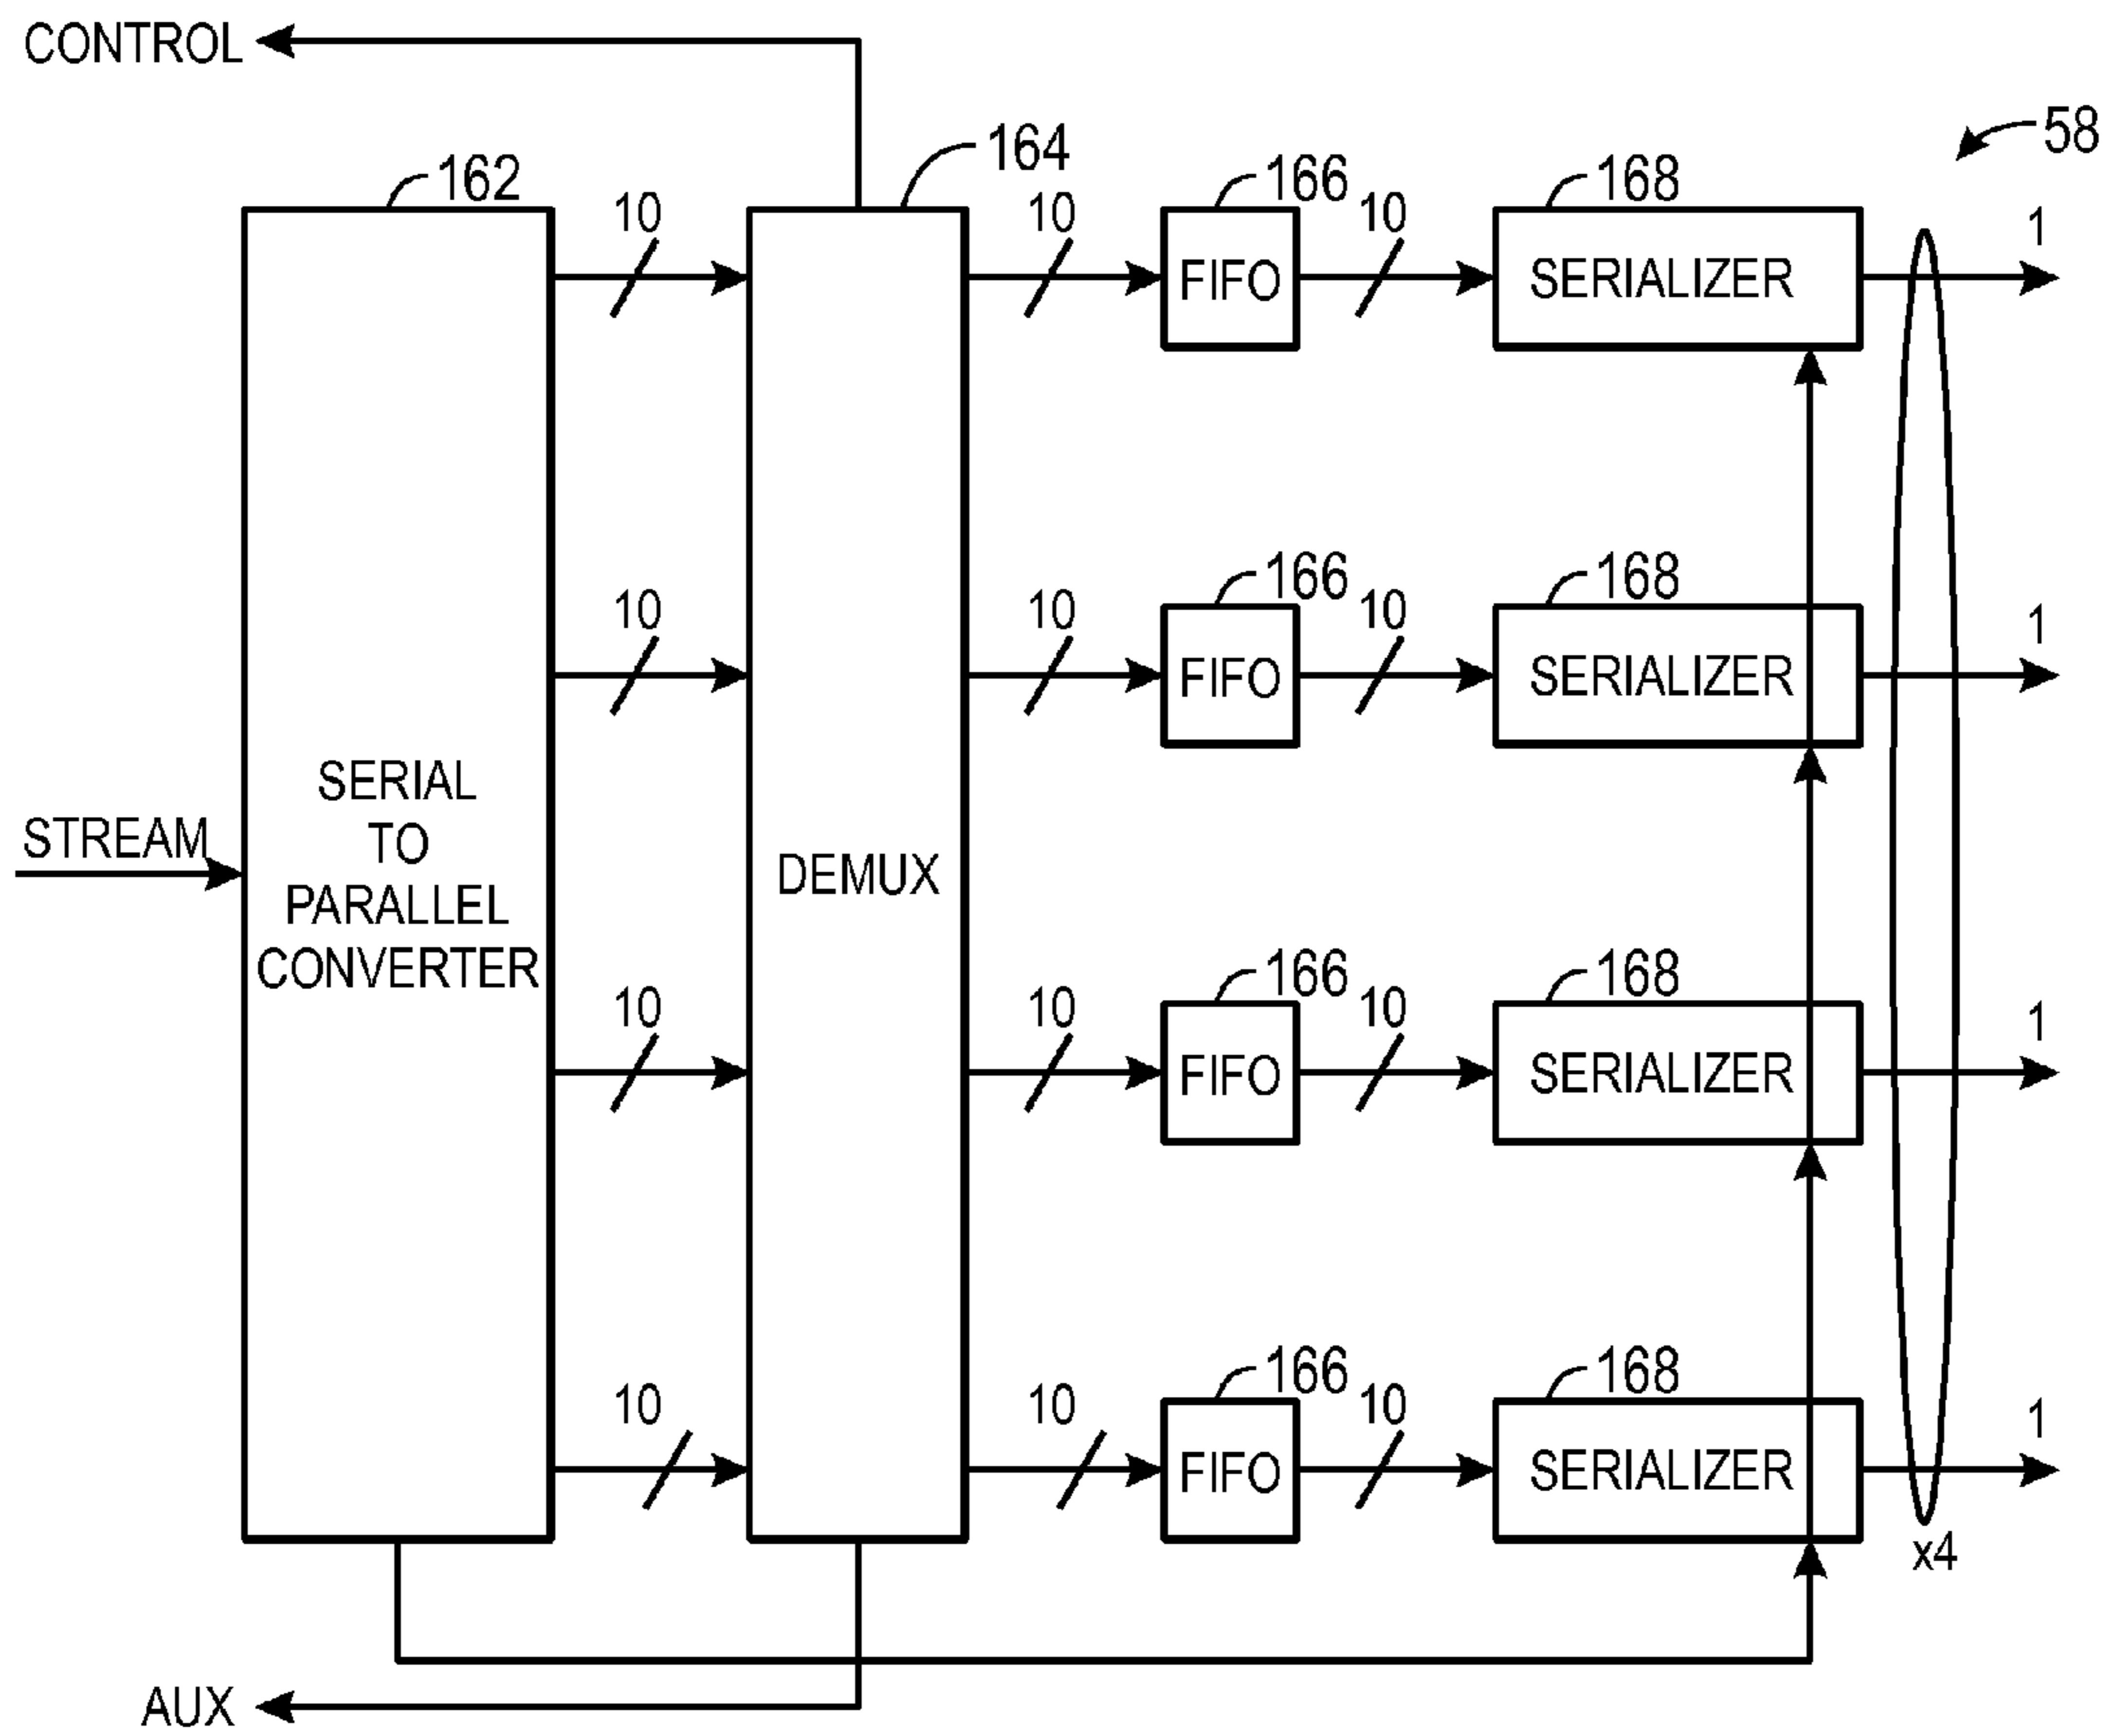 CONTROL
58
162
164
166
168
10
10
10
1
FIFO
SERIALIZER
166
168
10
10
10
1
FIFO
SERIALIZER
STREAM
SERIAL
TO
PARALLEL
CONVERTER
DEMUX
166
168
10
10
10
1
FIFO
SERIALIZER
166
168
10
10
10
1
FIFO
SERIALIZER
x4
AUX